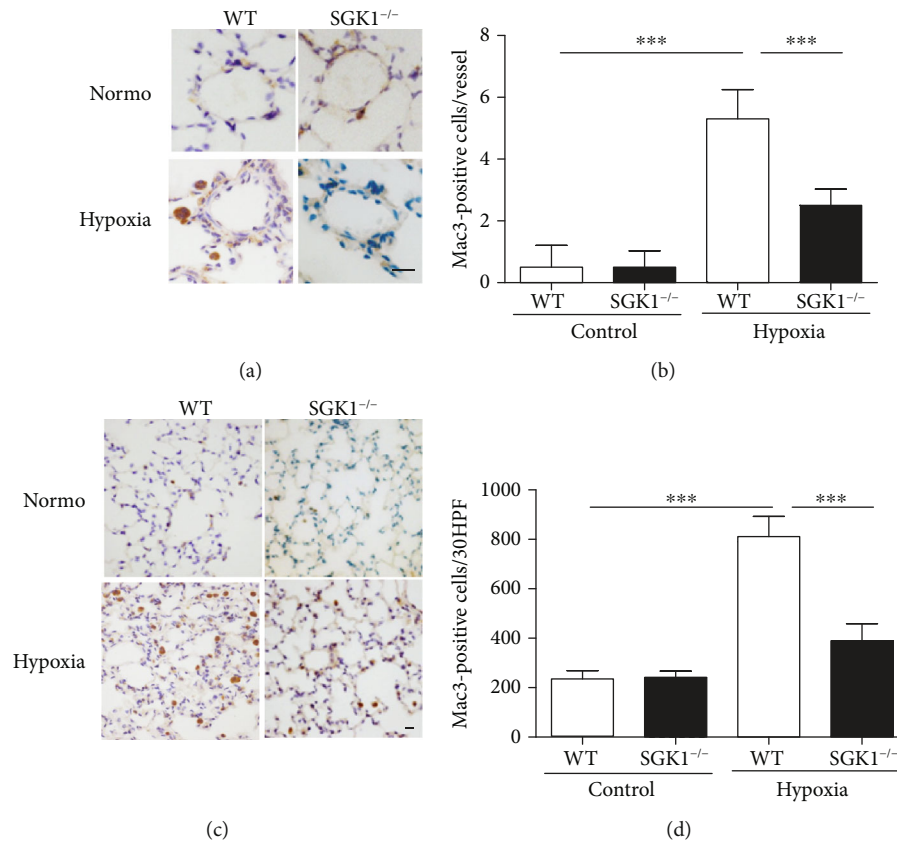 WT SGK1⁻/⁻
Normo
Hypoxia
(a)
Mac3-positive cells/vessel
8
6
4
2
0
*** ***
WT SGK1⁻/⁻ WT SGK1⁻/⁻
Control Hypoxia
(b)
WT SGK1⁻/⁻
Normo
Hypoxia
(c)
Mac3-positive cells/30HPF
1000
800
600
400
200
0
*** ***
WT SGK1⁻/⁻ WT SGK1⁻/⁻
Control Hypoxia
(d)